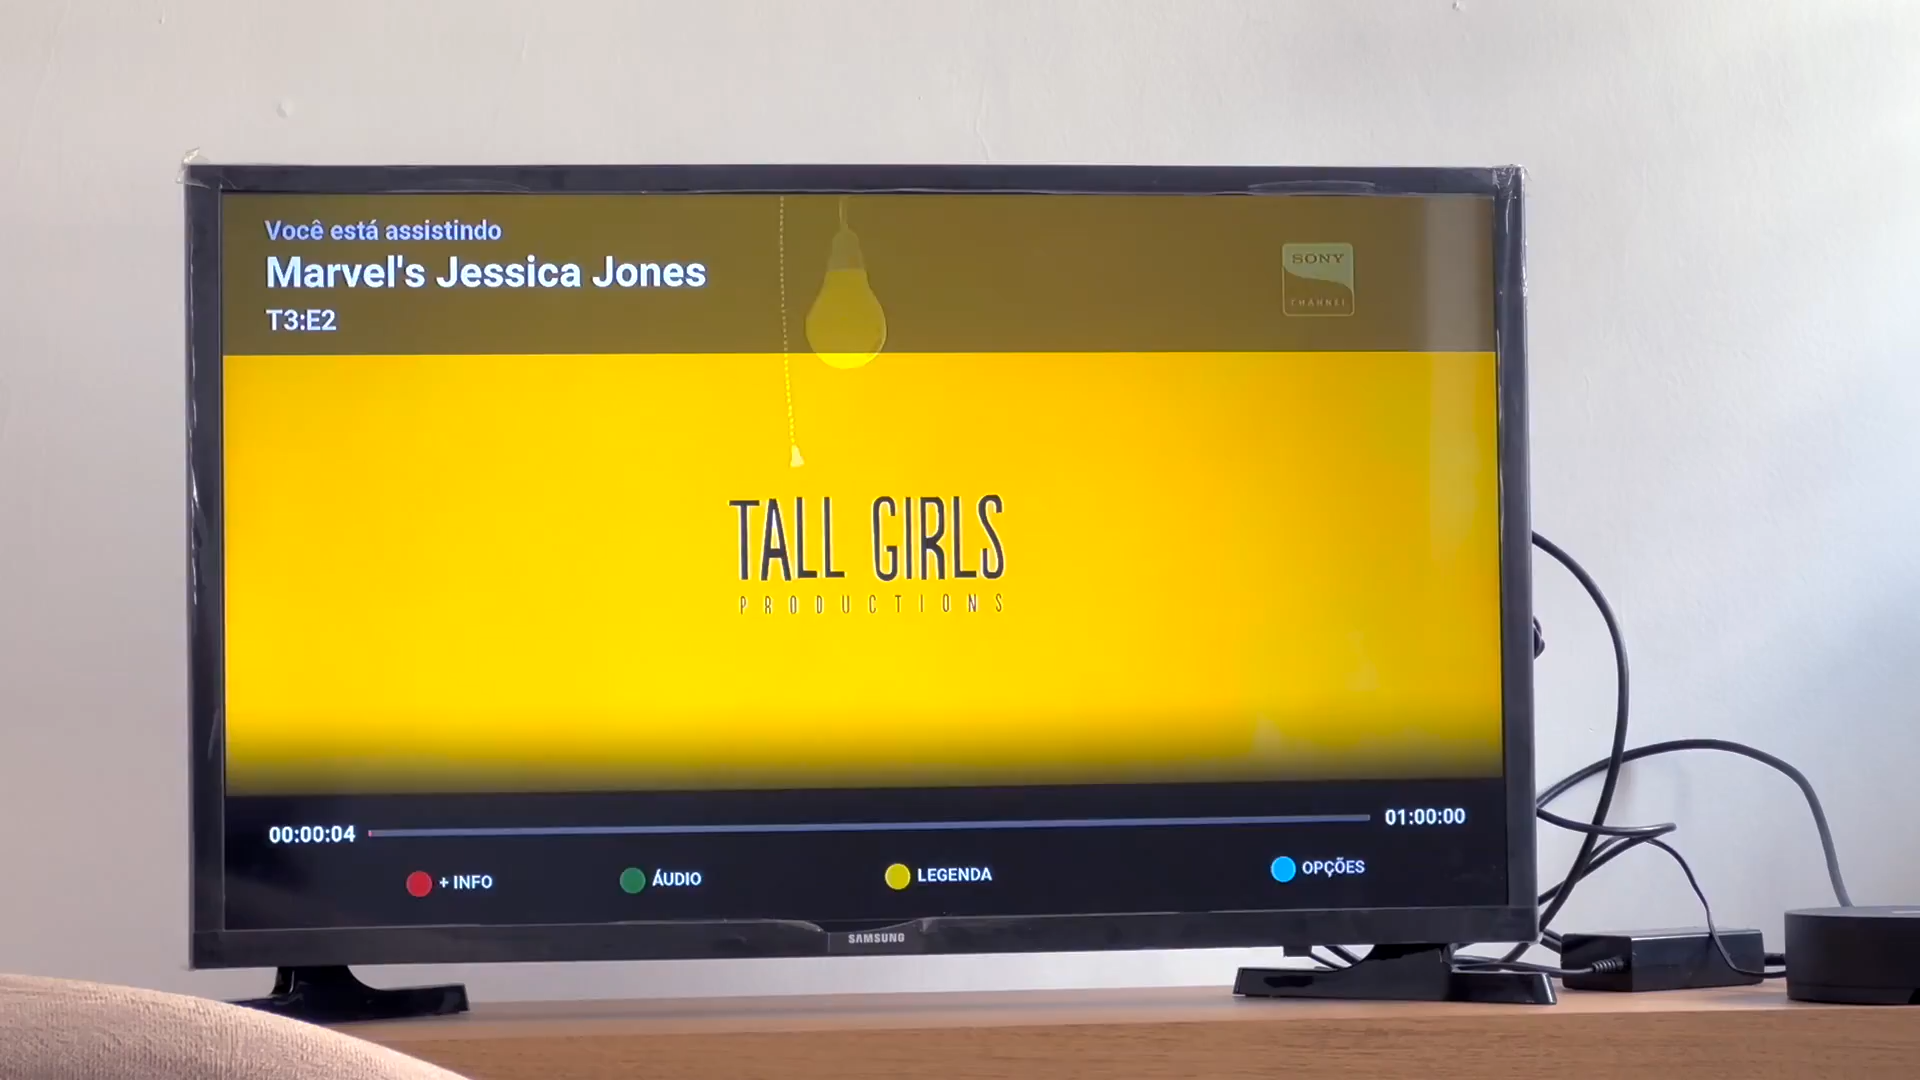 Você está assistindo
Marvel's Jessica Jones
T3:E2
SONY
CHANNEL
TALL GIRLS
PRODUCTIONS
00:00:04
01:00:00
+ INFO
ÁUDIO
LEGENDA
OPÇÕES
SAMSUNG